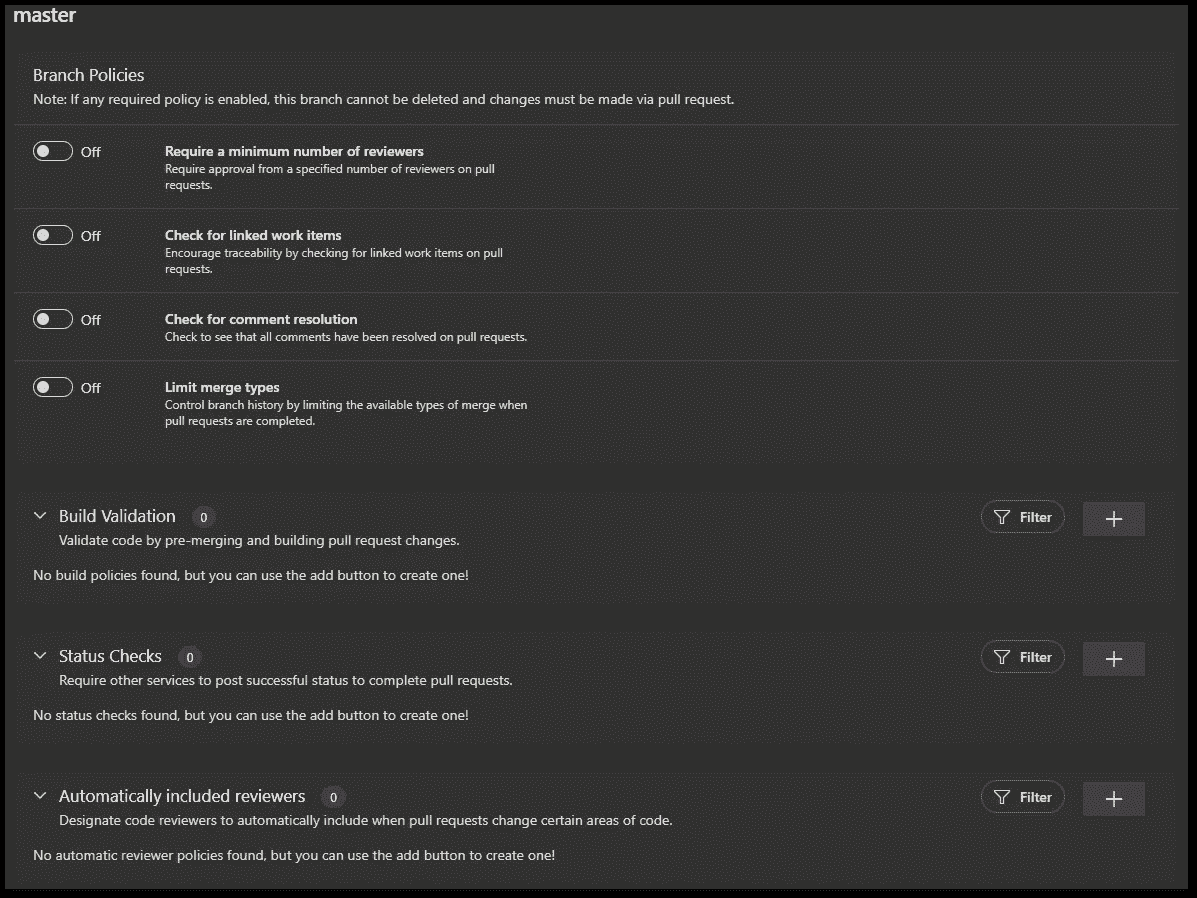 master
Branch Policies
Note: If any required policy is enabled, this branch cannot be deleted and changes must be made via pull request.
Off
Require a minimum number of reviewers
Require approval from a specified number of reviewers on pull
requests.
Off
Check for linked work items
Encourage traceability by checking for linked work items on pull
requests.
Off
Check for comment resolution
Check to see that all comments have been resolved on pull requests.
Off
Limit merge types
Control branch history by limiting the available types of merge when
pull requests are completed.
Build Validation 0 Filter +
Validate code by pre-merging and building pull request changes.
No build policies found, but you can use the add button to create one!
Status Checks 0 Filter +
Require other services to post successful status to complete pull requests.
No status checks found, but you can use the add button to create one!
Automatically included reviewers 0 Filter +
Designate code reviewers to automatically include when pull requests change certain areas of code.
No automatic reviewer policies found, but you can use the add button to create one!